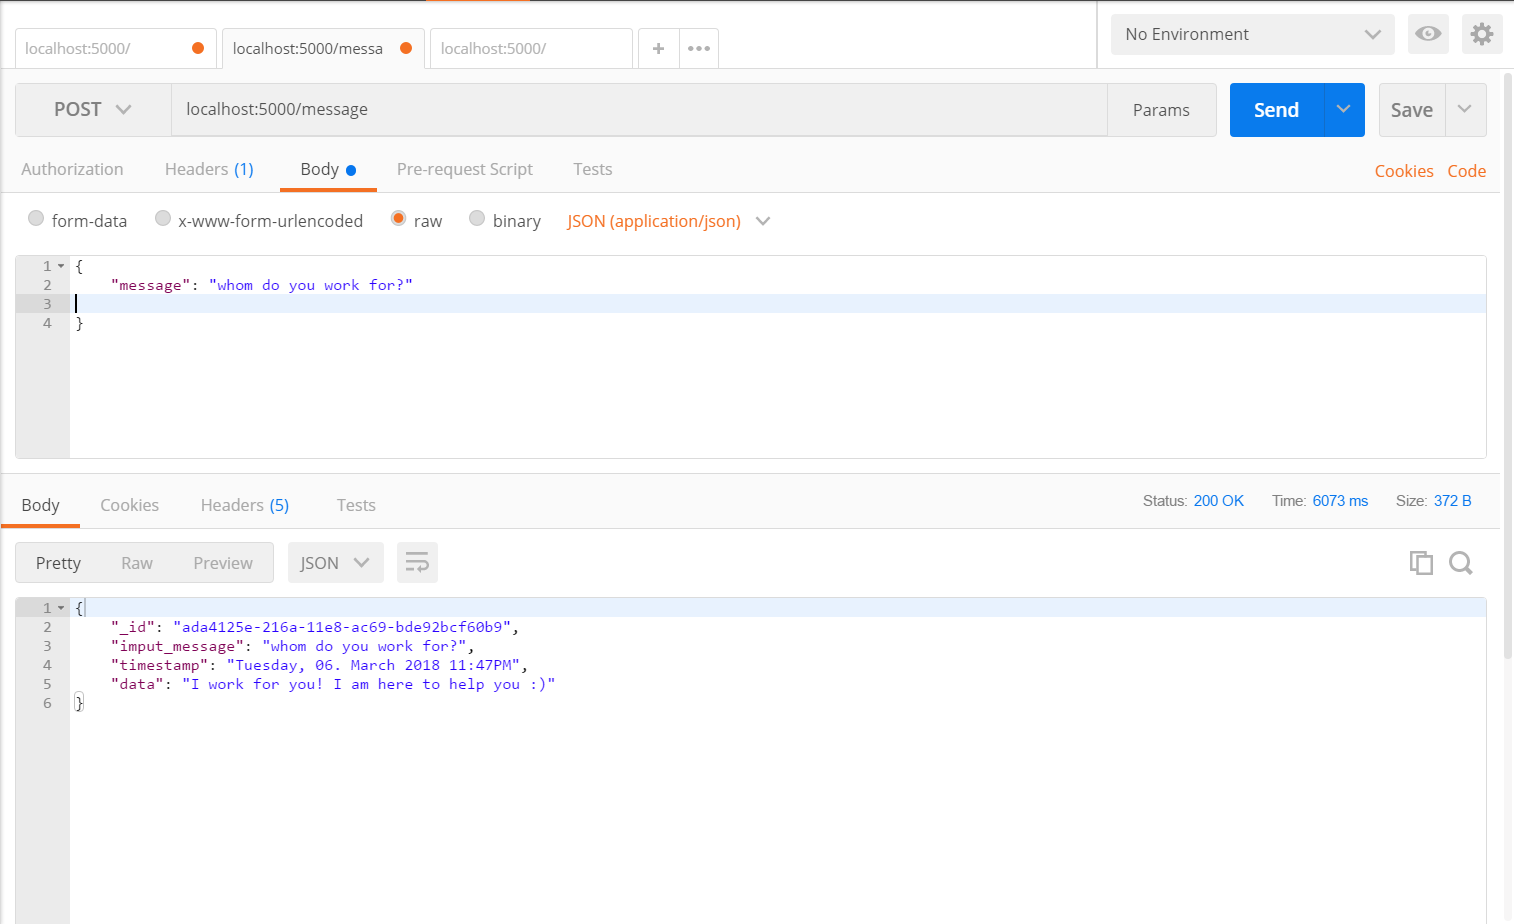 localhost:5000/
localhost:5000/messa
localhost:5000/
No Environment
POST
localhost:5000/message
Params
Send
Save
Authorization Headers (1) Body Pre-request Script Tests
Cookies Code
form-data x-www-form-urlencoded raw binary JSON (application/json)
1 {
2 "message": "whom do you work for?"
3
4 }
Body Cookies Headers (5) Tests
Status: 200 OK Time: 6073 ms Size: 372 B
Pretty Raw Preview JSON
1 {
2 "_id": "ada4125e-216a-11e8-ac69-bde92bcf60b9",
3 "imput_message": "whom do you work for?",
4 "timestamp": "Tuesday, 06. March 2018 11:47PM",
5 "data": "I work for you! I am here to help you :)"
6 }